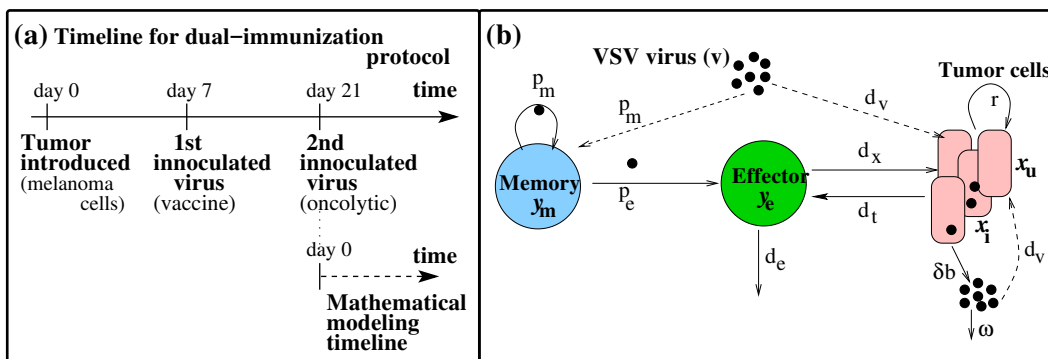 (a) Timeline for dual-immunization
protocol
day 0 day 7 day 21 time
Tumor
introduced
(melanoma
cells)
1st
innoculated
virus
(vaccine)
2nd
innoculated
virus
(oncolytic)
day 0
time
Mathematical
modeling
timeline
(b)
VSV virus (v)
Tumor cells
p_m
p_m
d_v
r
Memory
y_m
p_e
Effector
y_e
d_x
d_t
x_u
x_i
d_e
δb
d_v
ω